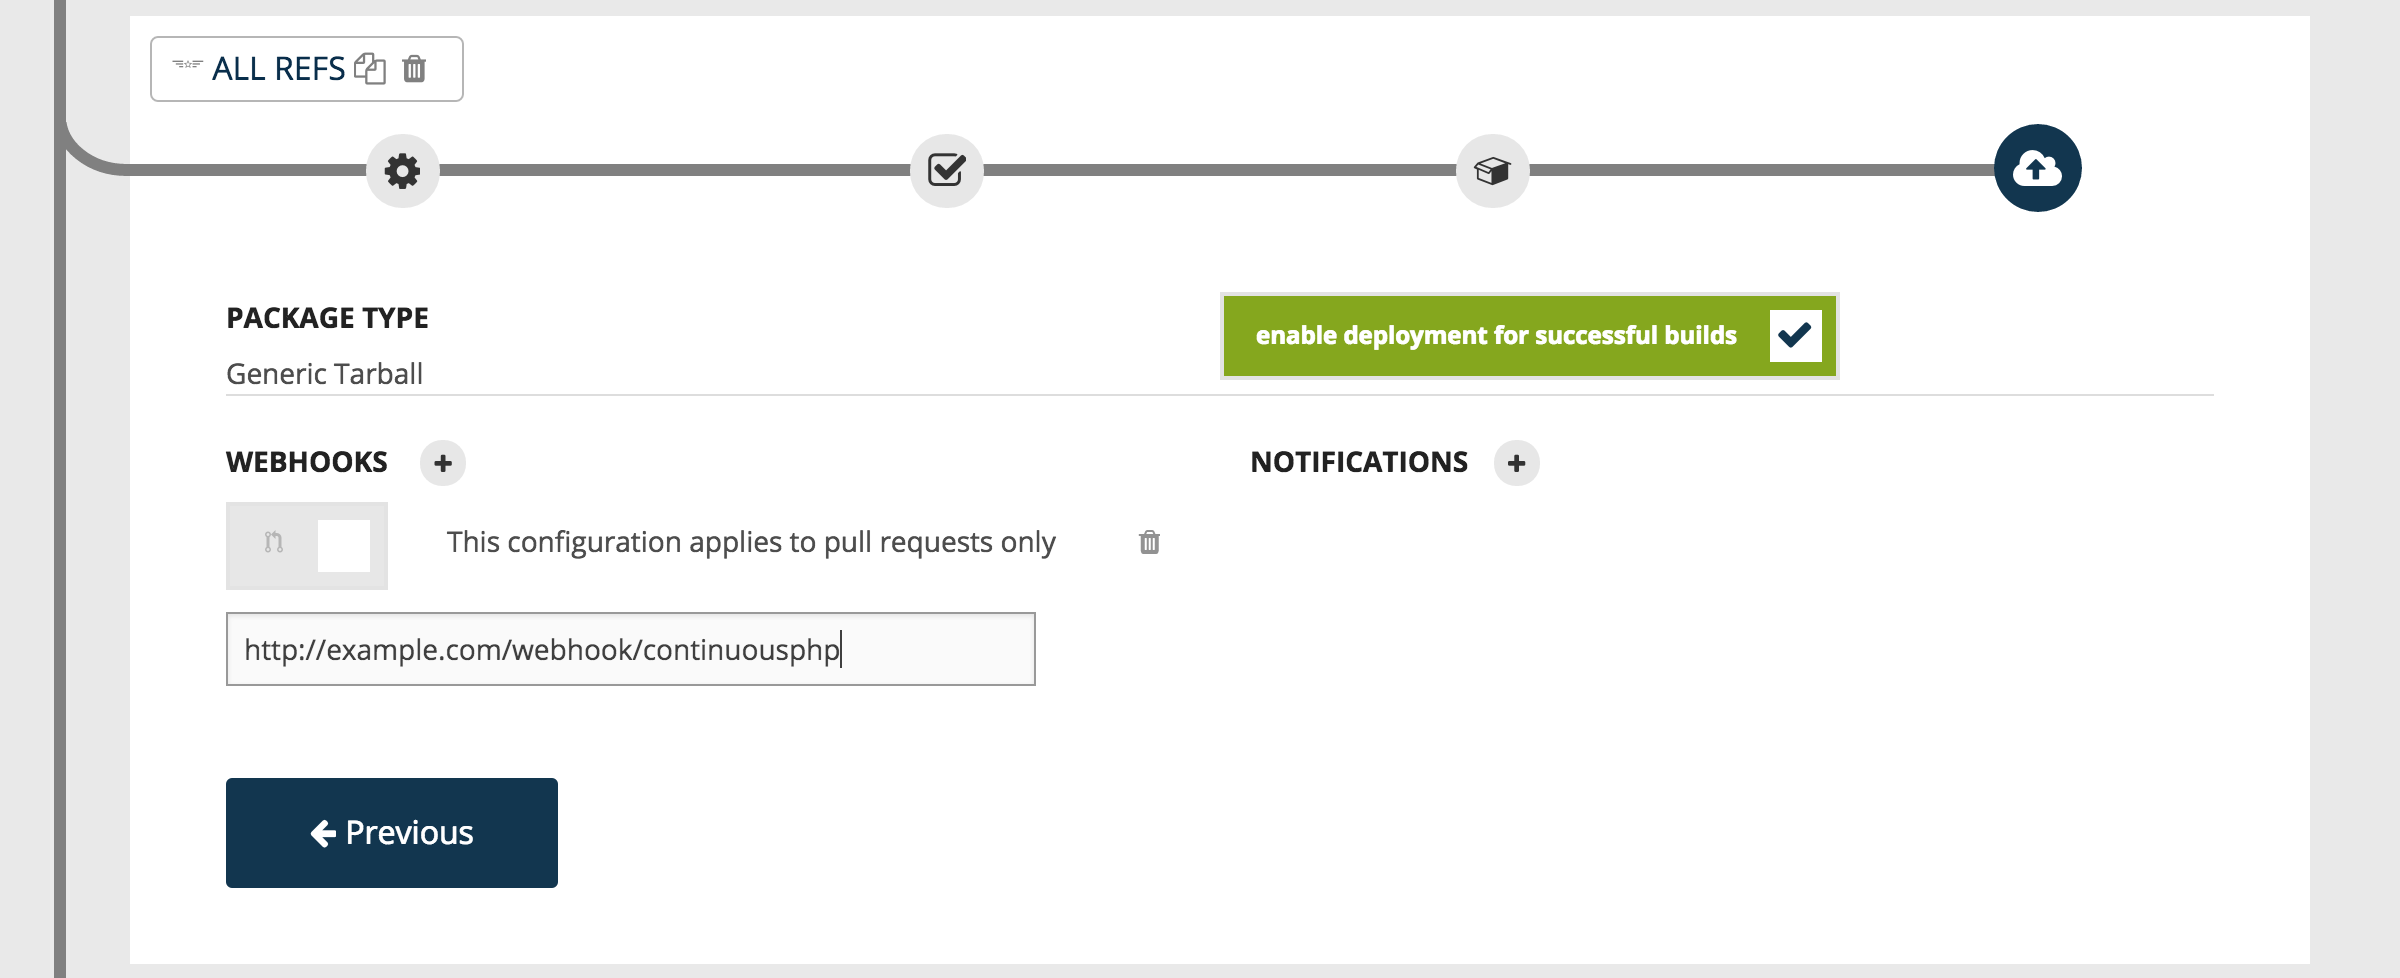 ALL REFS
PACKAGE TYPE
Generic Tarball
enable deployment for successful builds
WEBHOOKS
NOTIFICATIONS
This configuration applies to pull requests only
http://example.com/webhook/continuousphp
Previous